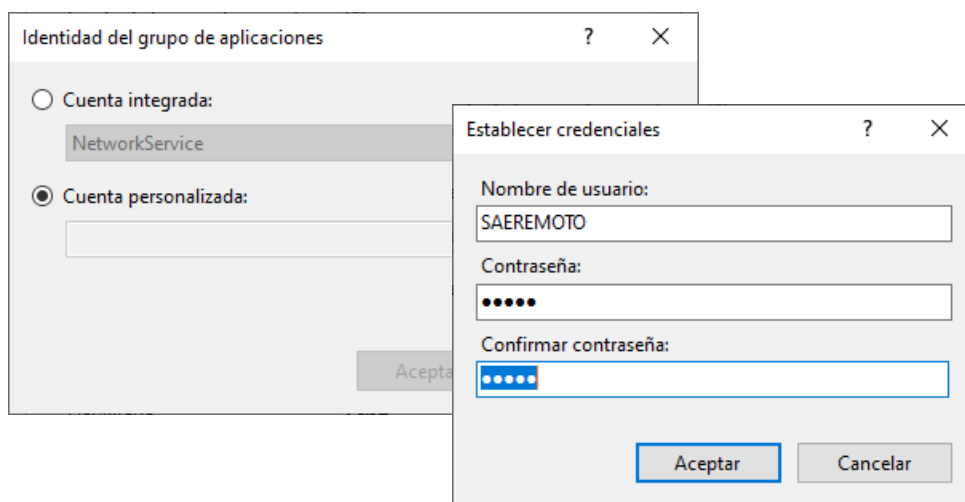 Identidad del grupo de aplicaciones
?
Cuenta integrada:
NetworkService
Cuenta personalizada:
Establecer credenciales
?
Nombre de usuario:
SAEREMOTO
Contraseña:
•••••
Confirmar contraseña:
•••••
Aceptar
Cancelar